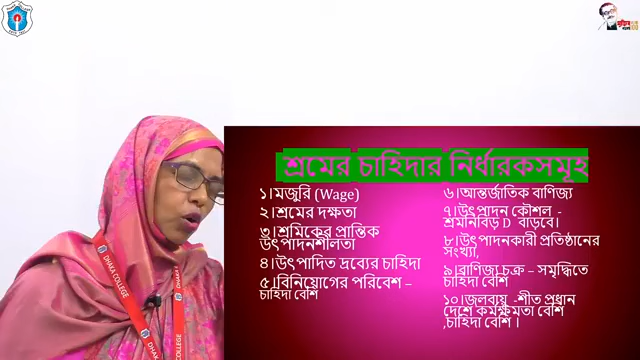 শ্রমের চাহিদার নির্ধারকসমূহ
১।মজুরি (Wage)
২।শ্রমের দক্ষতা
৩।শ্রমিকের প্রান্তিক
উৎপাদনশীলতা
৪।উৎপাদিত দ্রব্যের চাহিদা
৫।বিনিয়োগের পরিবেশ –
চাহিদা বেশি
৬।আন্তর্জাতিক বাণিজ্য
৭।উৎপাদন কৌশল -
শ্রমনিবিড় D বাড়বে।
৮।উৎপাদনকারী প্রতিষ্ঠানের
সংখ্যা,
৯।বাণিজ্য চক্র – সমৃদ্ধিতে
চাহিদা বেশি
১০।জলবায়ু -শীত প্রধান
দেশে কর্মক্ষমতা বেশি
,চাহিদা বেশি ।
DHAKA COLLEGE
COLLEGE